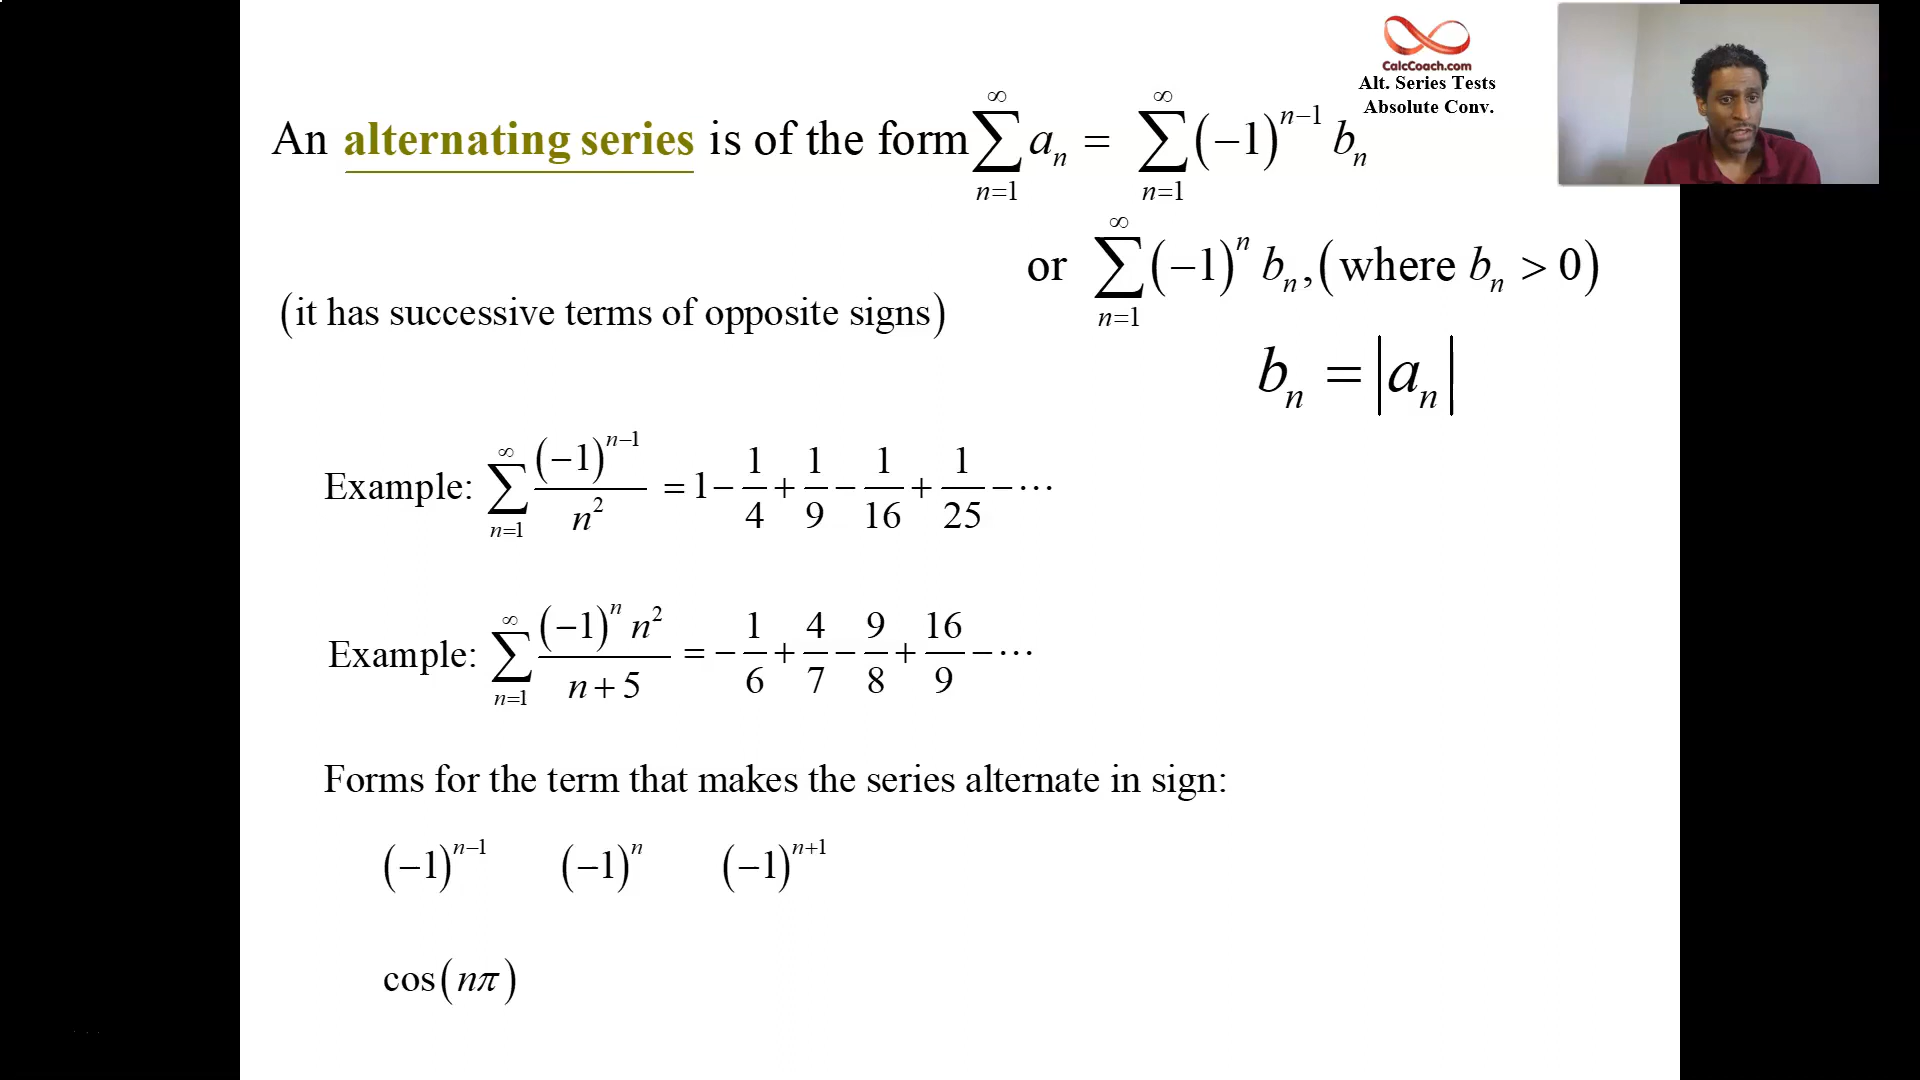 CalcCoach.com
Alt. Series Tests
Absolute Conv.
An alternating series is of the form ∑_{n=1}^{∞} a_n = ∑_{n=1}^{∞} (−1)^{n−1} b_n
or ∑_{n=1}^{∞} (−1)^n b_n, (where b_n > 0)
(it has successive terms of opposite signs)
b_n = |a_n|
Example: ∑_{n=1}^{∞} (−1)^{n−1}/n^2 = 1 − 1/4 + 1/9 − 1/16 + 1/25 − ⋯
Example: ∑_{n=1}^{∞} (−1)^n n^2/(n + 5) = − 1/6 + 4/7 − 9/8 + 16/9 − ⋯
Forms for the term that makes the series alternate in sign:
(−1)^{n−1} (−1)^n (−1)^{n+1}
cos(nπ)